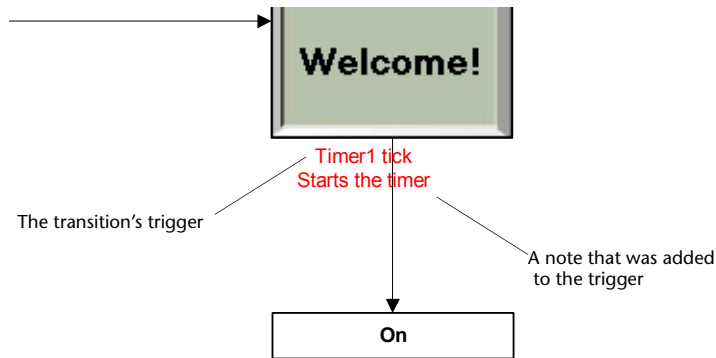 Welcome!
Timer1 tick
Starts the timer
The transition’s trigger
A note that was added
to the trigger
On